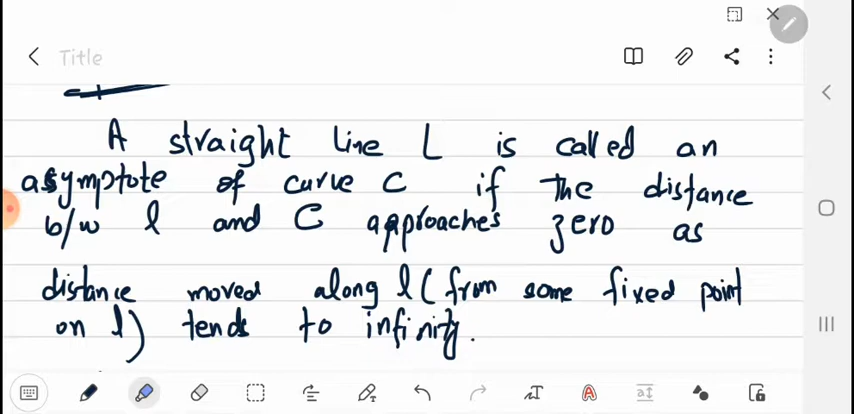 Title
A straight line L is called an
asymptote of curve C if the distance
b/w l and C approaches zero as
distance moved along l (from some fixed point
on l) tends to infinity.